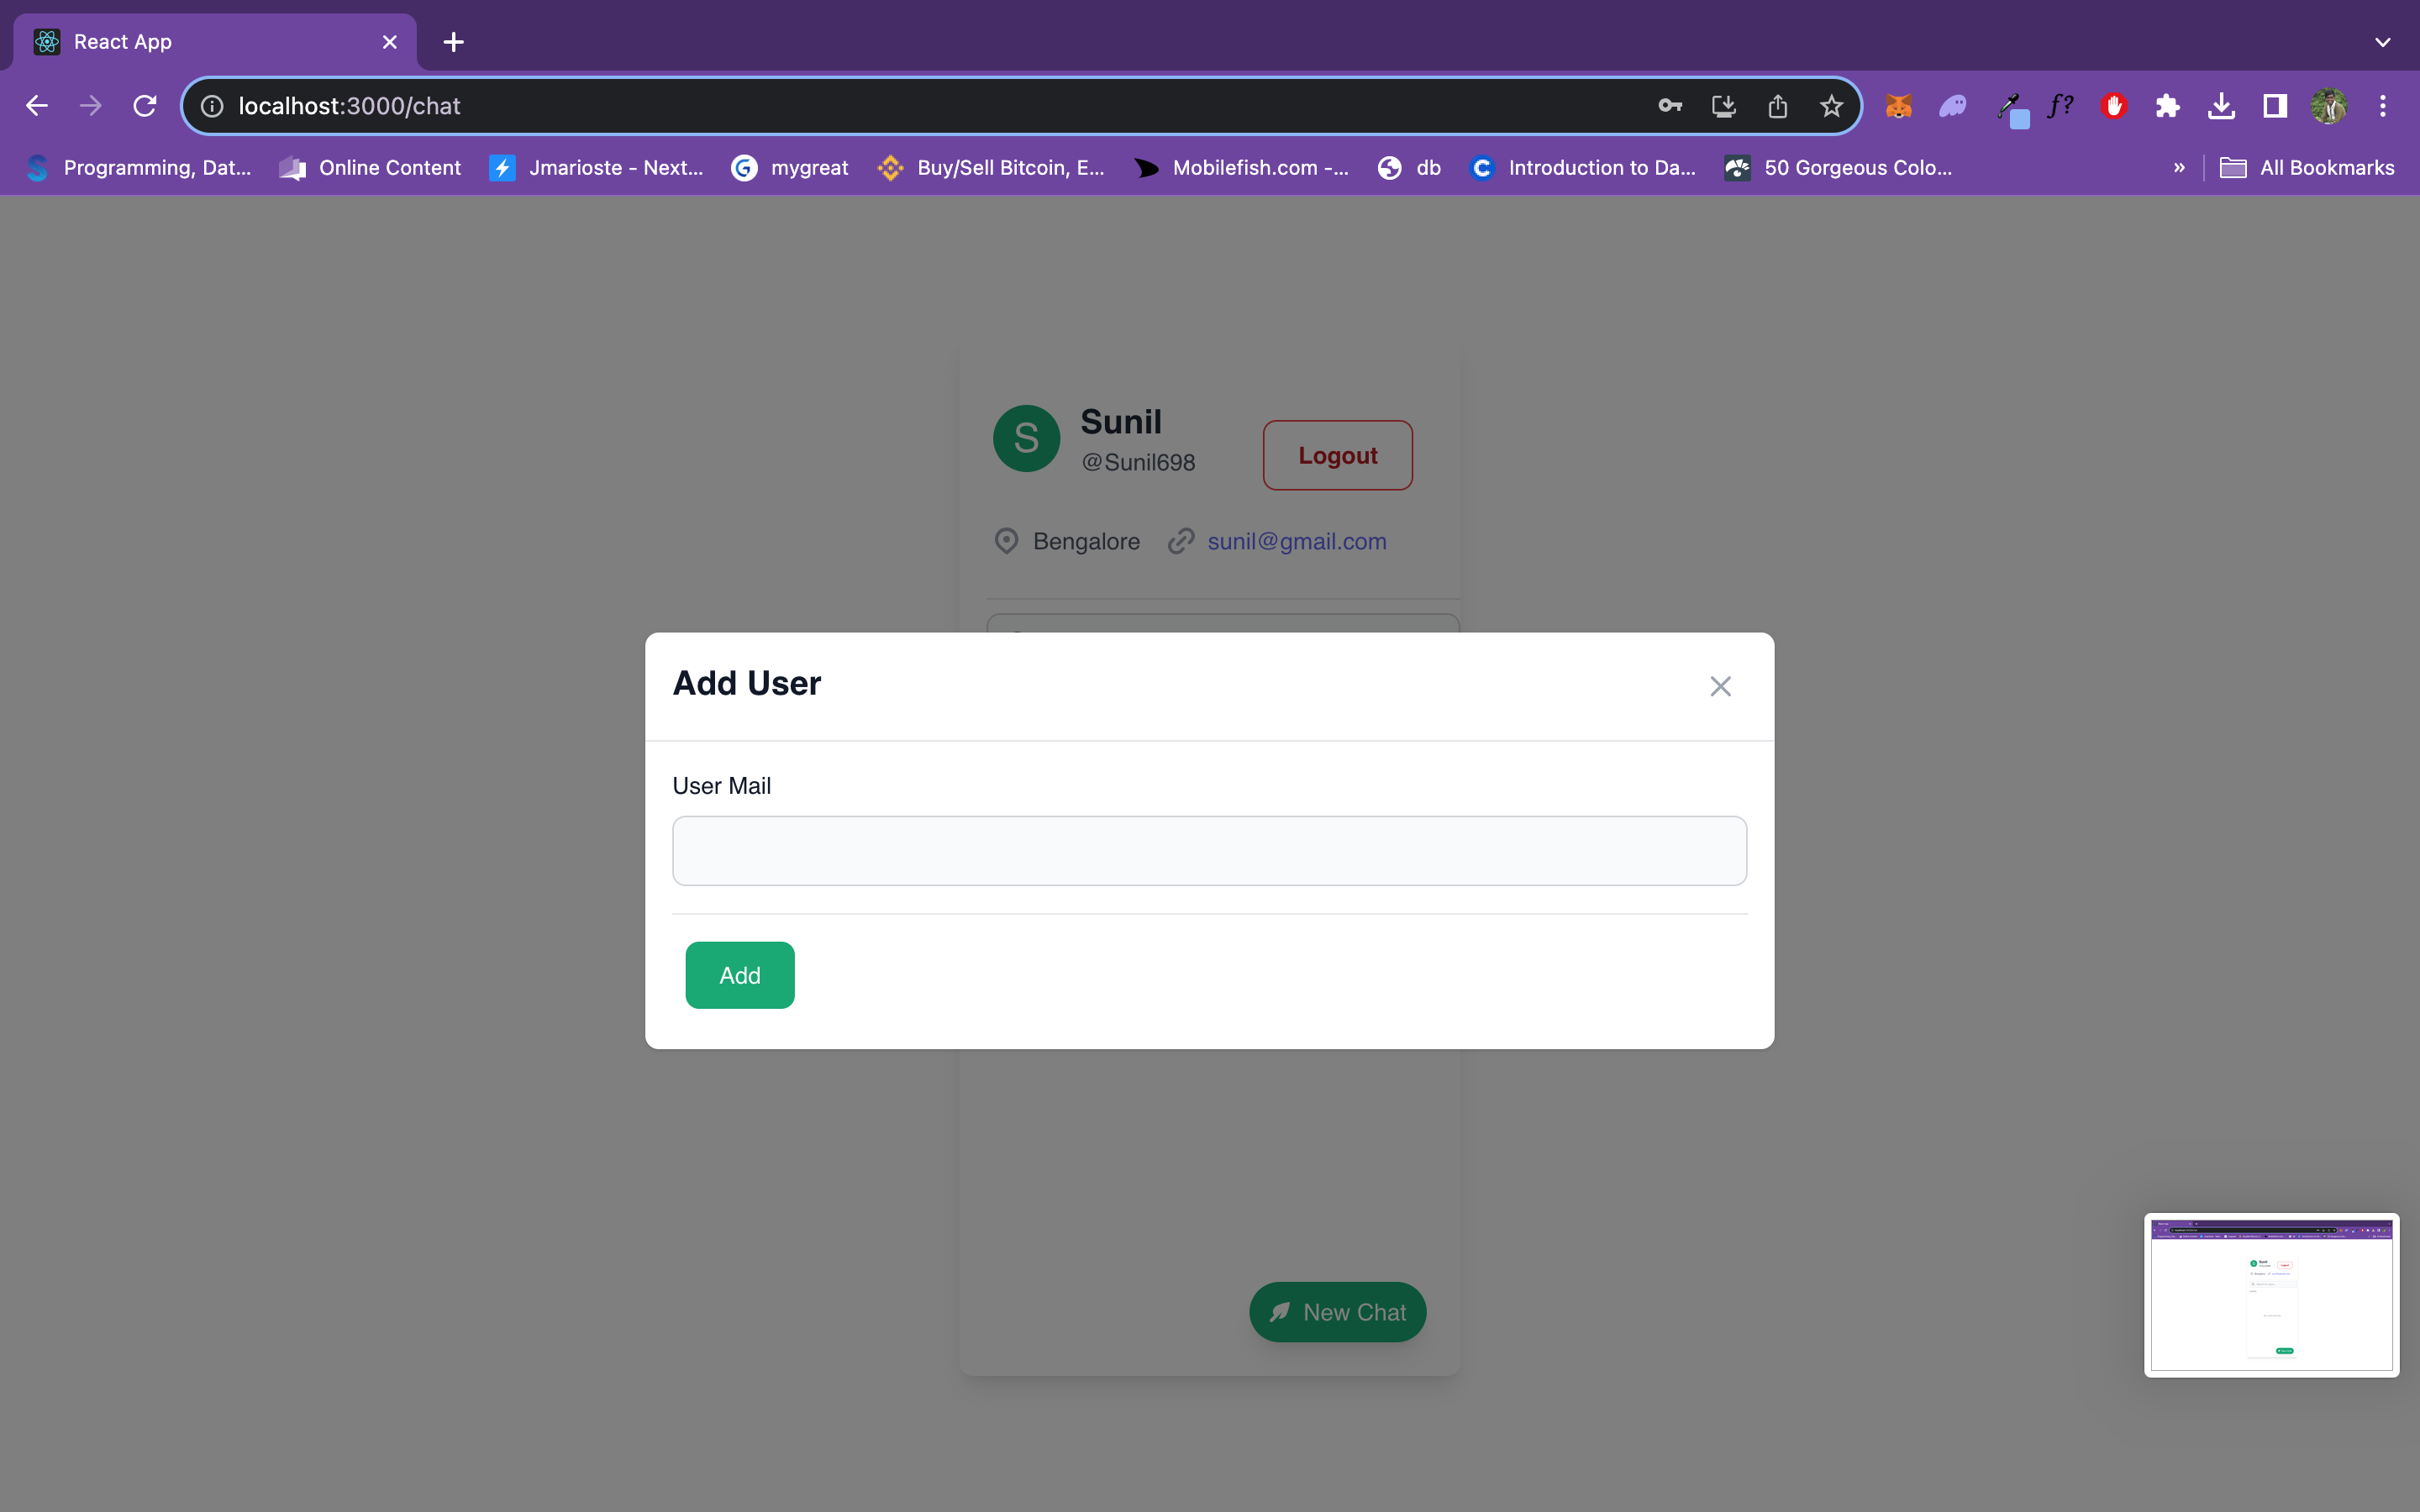 React App
localhost:3000/chat
f?
Programming, Dat... Online Content Jmarioste - Next... mygreat Buy/Sell Bitcoin, E... Mobilefish.com -... db Introduction to Da... 50 Gorgeous Colo... » All Bookmarks
S
Sunil
@Sunil698
Logout
Bengalore sunil@gmail.com
Add User
User Mail
Add
New Chat